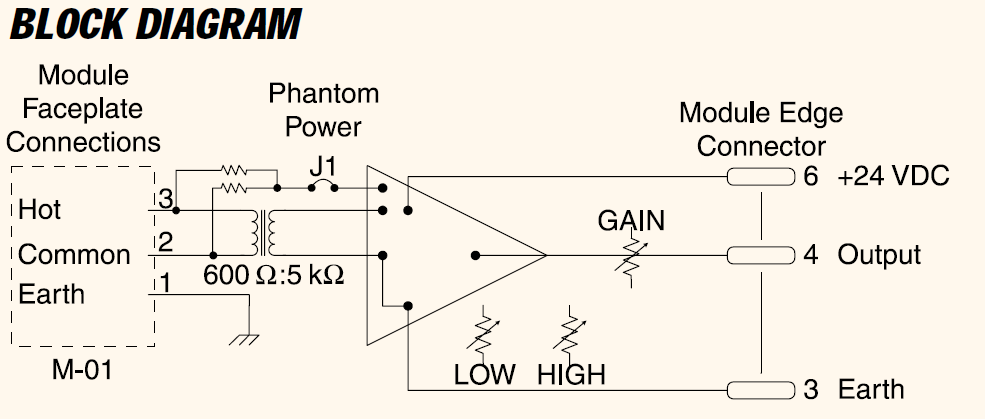 BLOCK DIAGRAM
Module
Faceplate
Connections
Phantom
Power
J1
Module Edge
Connector
6 +24 VDC
3
Hot
GAIN
2
Common
4 Output
600 Ω:5 kΩ
1
Earth
M-01
LOW HIGH
3 Earth